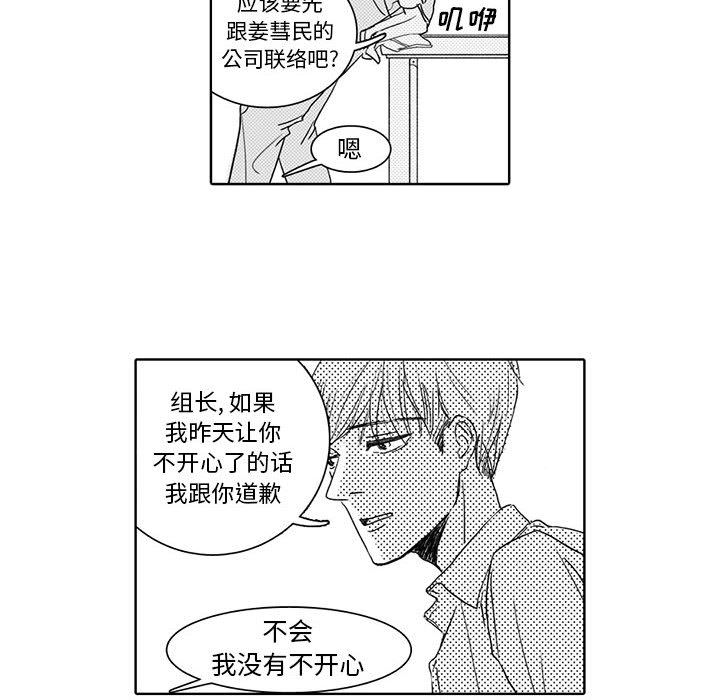 应该要先
跟姜彗民的
公司联络吧?
叽咿
嗯
组长, 如果
我昨天让你
不开心了的话
我跟你道歉
不会
我没有不开心